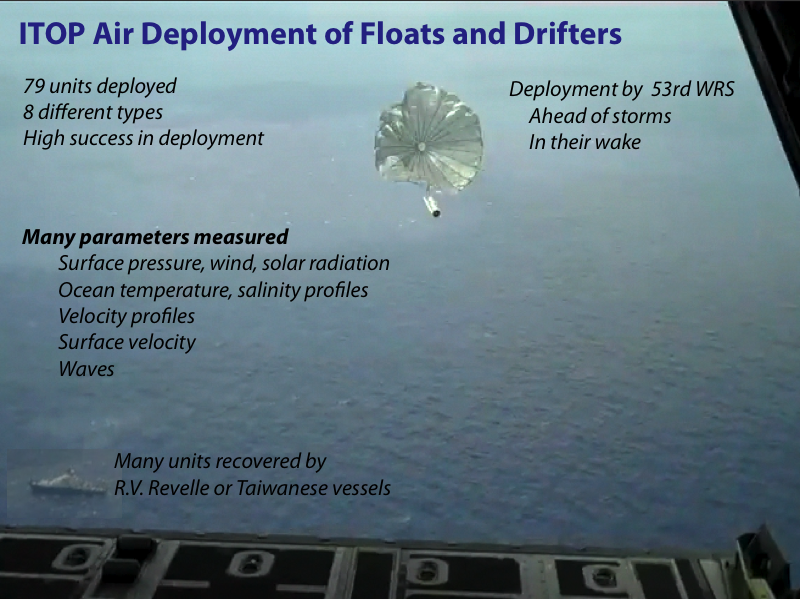 ITOP Air Deployment of Floats and Drifters
79 units deployed
8 different types
High success in deployment
Deployment by 53rd WRS
Ahead of storms
In their wake
Many parameters measured
Surface pressure, wind, solar radiation
Ocean temperature, salinity profiles
Velocity profiles
Surface velocity
Waves
Many units recovered by
R.V. Revelle or Taiwanese vessels